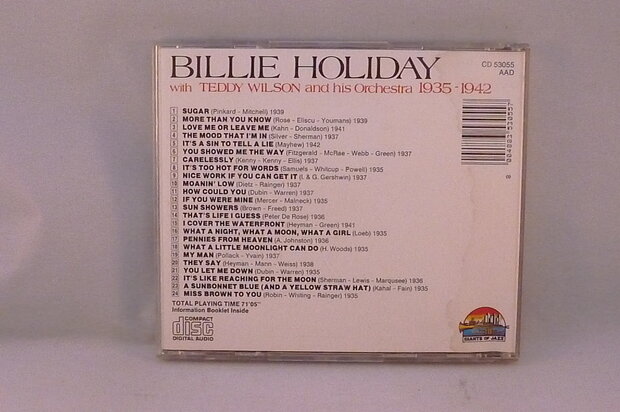 BILLIE HOLIDAY
with TEDDY WILSON and his Orchestra 1935-1942
CD 53055
AAD
1 SUGAR (Pinkard - Mitchell) 1939
2 MORE THAN YOU KNOW (Rose - Eliscu - Youmans) 1939
3 LOVE ME OR LEAVE ME (Kahn - Donaldson) 1941
4 THE MOOD THAT I'M IN (Silver - Sherman) 1937
5 IT'S A SIN TO TELL A LIE (Mayhew) 1942
6 YOU SHOWED ME THE WAY (Fitzgerald - McRae - Webb - Green) 1937
7 CARELESSLY (Kenny - Kenny - Ellis) 1937
8 IT'S TOO HOT FOR WORDS (Samuels - Whitcup - Powell) 1935
9 NICE WORK IF YOU CAN GET IT (I. & G. Gershwin) 1937
10 MOANIN' LOW (Dietz - Rainger) 1937
11 HOW COULD YOU (Dubin - Warren) 1937
12 IF YOU WERE MINE (Mercer - Malneck) 1935
13 SUN SHOWERS (Brown - Freed) 1937
14 THAT'S LIFE I GUESS (Peter De Rose) 1936
15 I COVER THE WATERFRONT (Heyman - Green) 1941
16 WHAT A NIGHT, WHAT A MOON, WHAT A GIRL (Loeb) 1935
17 PENNIES FROM HEAVEN (A. Johnston) 1936
18 WHAT A LITTLE MOONLIGHT CAN DO (H. Woods) 1935
19 MY MAN (Pollack - Yvain) 1937
20 THEY SAY (Heyman - Mann - Weiss) 1938
21 YOU LET ME DOWN (Dubin - Warren) 1935
22 IT'S LIKE REACHING FOR THE MOON (Sherman - Lewis - Marqusee) 1936
23 A SUNBONNET BLUE (AND A YELLOW STRAW HAT) (Kahal - Fain) 1935
24 MISS BROWN TO YOU (Robin - Whiting - Rainger) 1935
TOTAL PLAYING TIME 71'05"
Information Booklet Inside
COMPACT
disc
DIGITAL AUDIO
GIANTS OF JAZZ